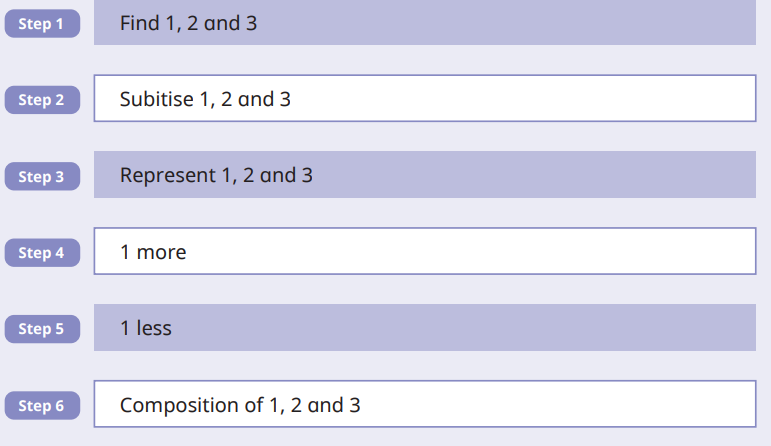 Step 1 Find 1, 2 and 3
Step 2 Subitise 1, 2 and 3
Step 3 Represent 1, 2 and 3
Step 4 1 more
Step 5 1 less
Step 6 Composition of 1, 2 and 3